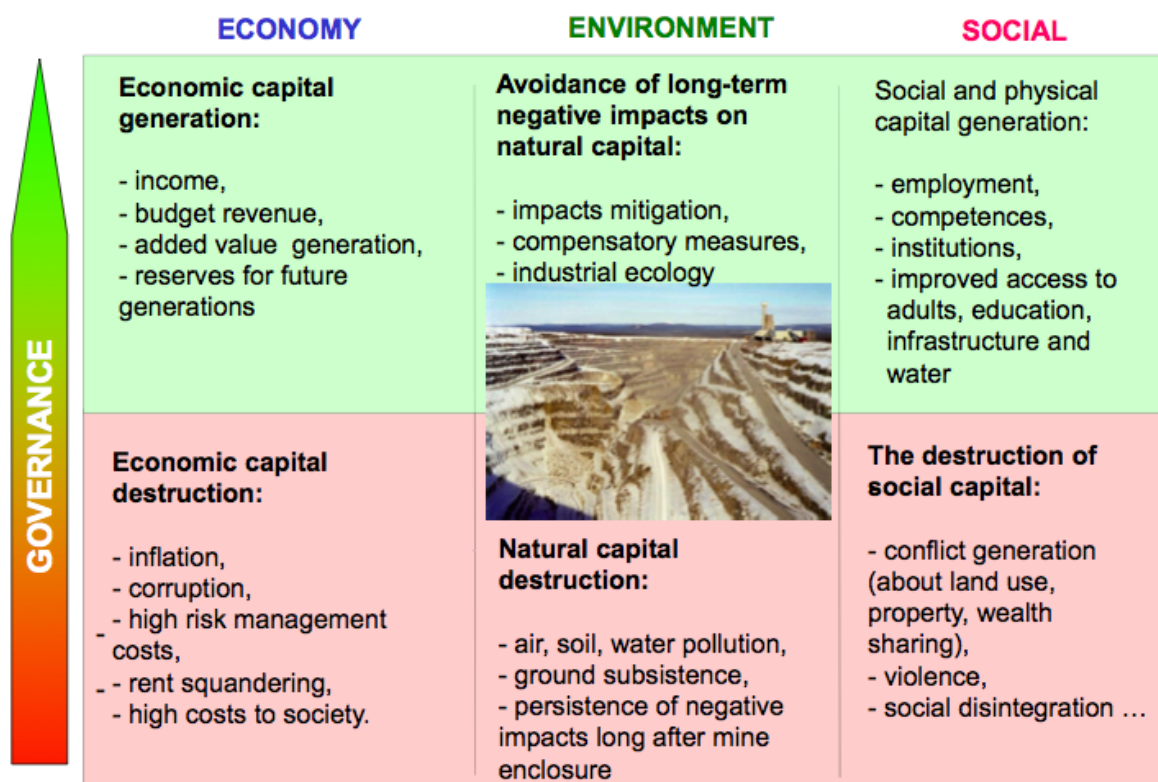 ECONOMY
ENVIRONMENT
SOCIAL
GOVERNANCE
Economic capital
generation:
- income,
- budget revenue,
- added value generation,
- reserves for future
generations
Avoidance of long-term
negative impacts on
natural capital:
- impacts mitigation,
- compensatory measures,
- industrial ecology
Social and physical
capital generation:
- employment,
- competences,
- institutions,
- improved access to
adults, education,
infrastructure and
water
Economic capital
destruction:
- inflation,
- corruption,
- - high risk management
costs,
- - rent squandering,
- high costs to society.
Natural capital
destruction:
- air, soil, water pollution,
- ground subsistence,
- persistence of negative
impacts long after mine
enclosure
The destruction of
social capital:
- conflict generation
(about land use,
property, wealth
sharing),
- violence,
- social disintegration …